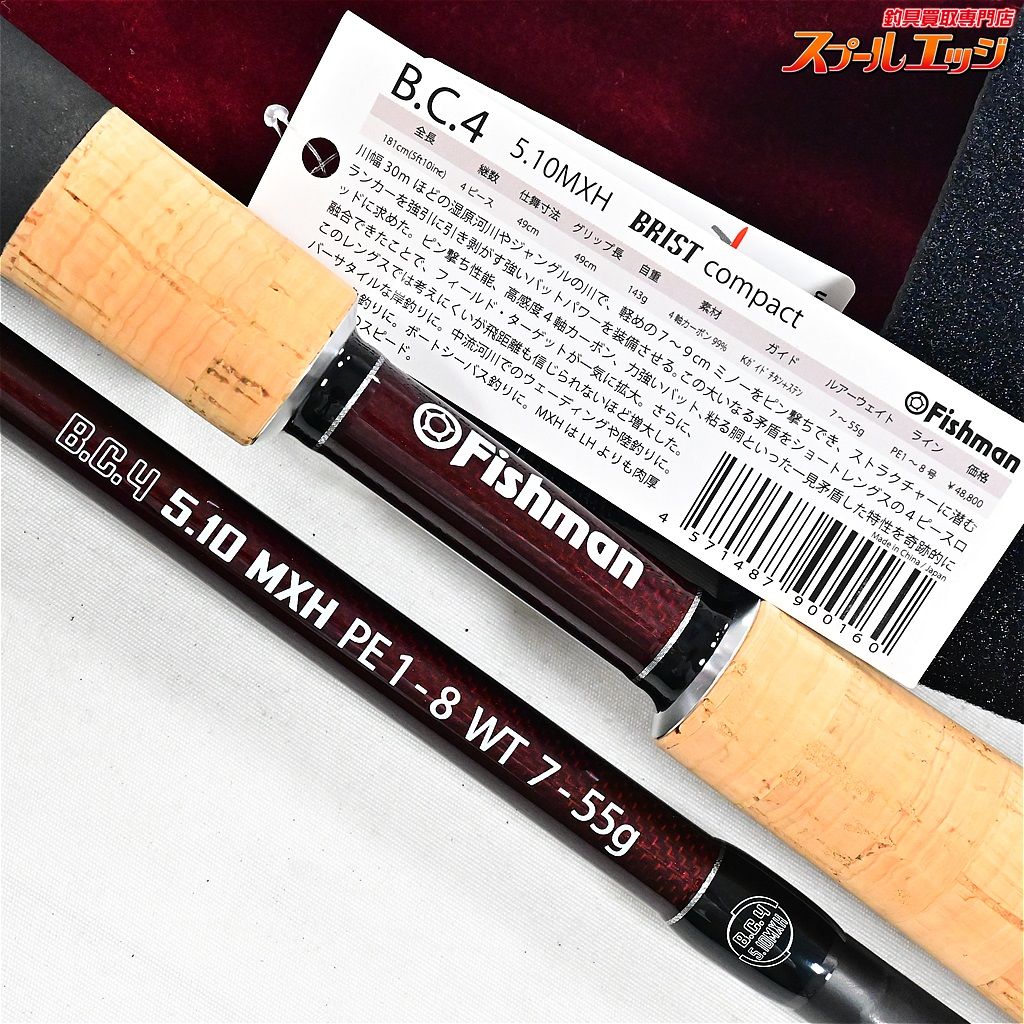 釣具買取専門店
スプールエッジ
B.C.4 5.10MXH BRIST compact
Fishman
全長 継数 仕舞寸法 グリップ長 自重 素材 ガイド ルアーウェイト ライン 価格
181cm(5ft10inc) 4ピース 49cm 49cm 143g 4軸カーボン99% Kガイドチタンステン 7〜55g PE1〜8号 ¥48,800
川幅30mほどの湿原河川やジャングルの川で、軽めの7〜9cmミノーをピン撃ちでき、ストラクチャーに潜む
ランカーを強引に引き剥がす強いバットパワーを装備させる。この大いなる矛盾をショートレングスの4ピースロ
ッドに求めた。ピン撃ち性能、高感度4軸カーボン、力強いバット、粘る胴といった一見矛盾した特性を奇跡的に
融合できたことで、フィールド・ターゲットが一気に拡大。さらに、
このレングスでは考えにくいが飛距離も信じられないほど増大した。
バーサタイルな岸釣りに。中流河川でのウェーディングや陸釣りに。
釣りに。ボートシーバス釣りに。MXHはLHよりも肉厚
スピード。
Made in China / Japan
4 571487 900160
Fishman
B.C.4 5.10 MXH PE 1-8 WT 7-55g
B.C.4
5.10MXH